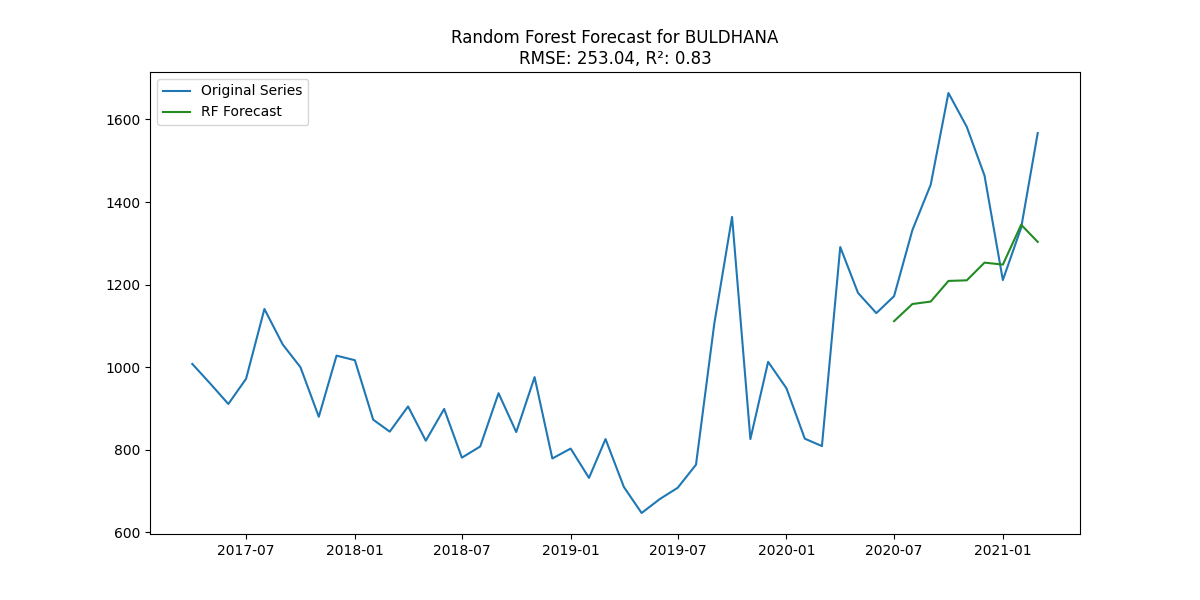 Random Forest Forecast for BULDHANA
RMSE: 253.04, R²: 0.83
Original Series
RF Forecast
1600
1400
1200
1000
800
600
2017-07 2018-01 2018-07 2019-01 2019-07 2020-01 2020-07 2021-01